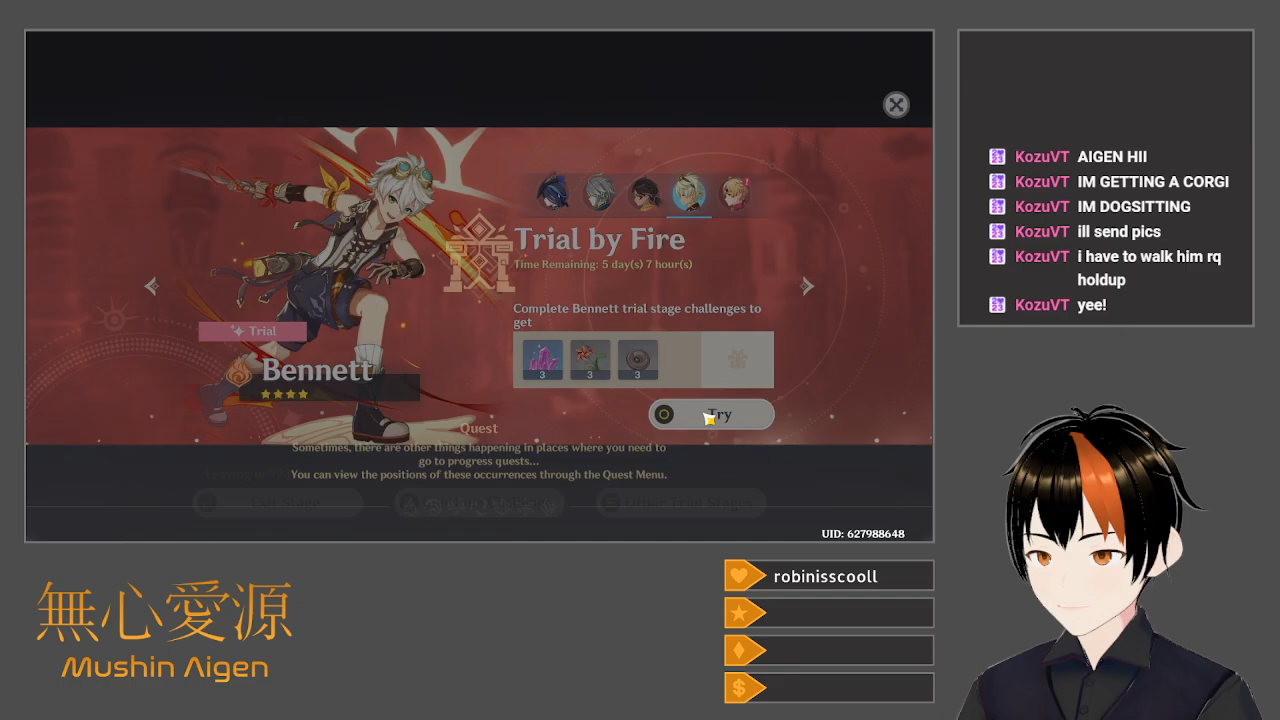 Trial by Fire
Time Remaining: 5 day(s) 7 hour(s)
Complete Bennett trial stage challenges to
get
3
3
3
Trial
Bennett
Try
Quest
Sometimes, there are other things happening in places where you need to
go to progress quests...
You can view the positions of these occurrences through the Quest Menu.
UID: 627988648
KozuVT AIGEN HII
KozuVT IM GETTING A CORGI
KozuVT IM DOGSITTING
KozuVT ill send pics
KozuVT i have to walk him rq
holdup
KozuVT yee!
無心愛源
Mushin Aigen
robinisscooll
$